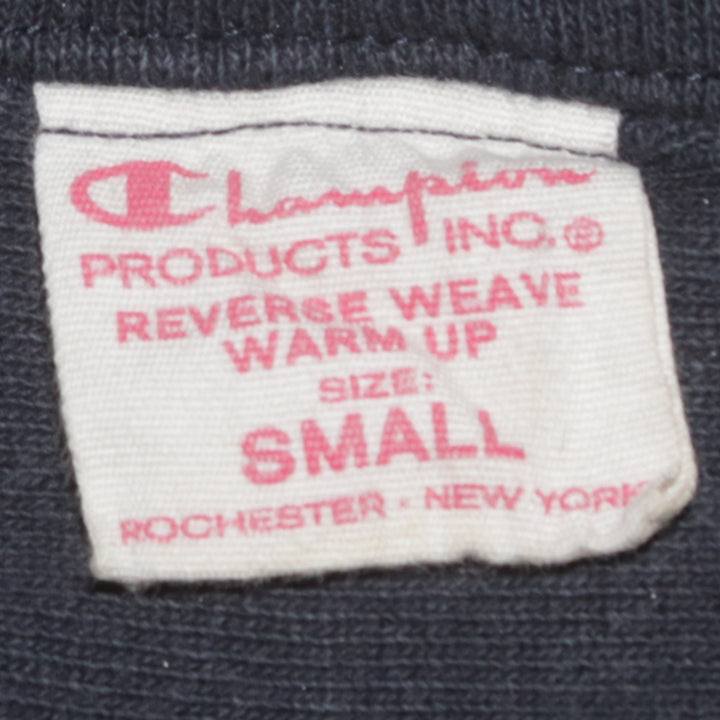 Champion
PRODUCTS INC.®
REVERSE WEAVE
WARM UP
SIZE:
SMALL
ROCHESTER · NEW YORK